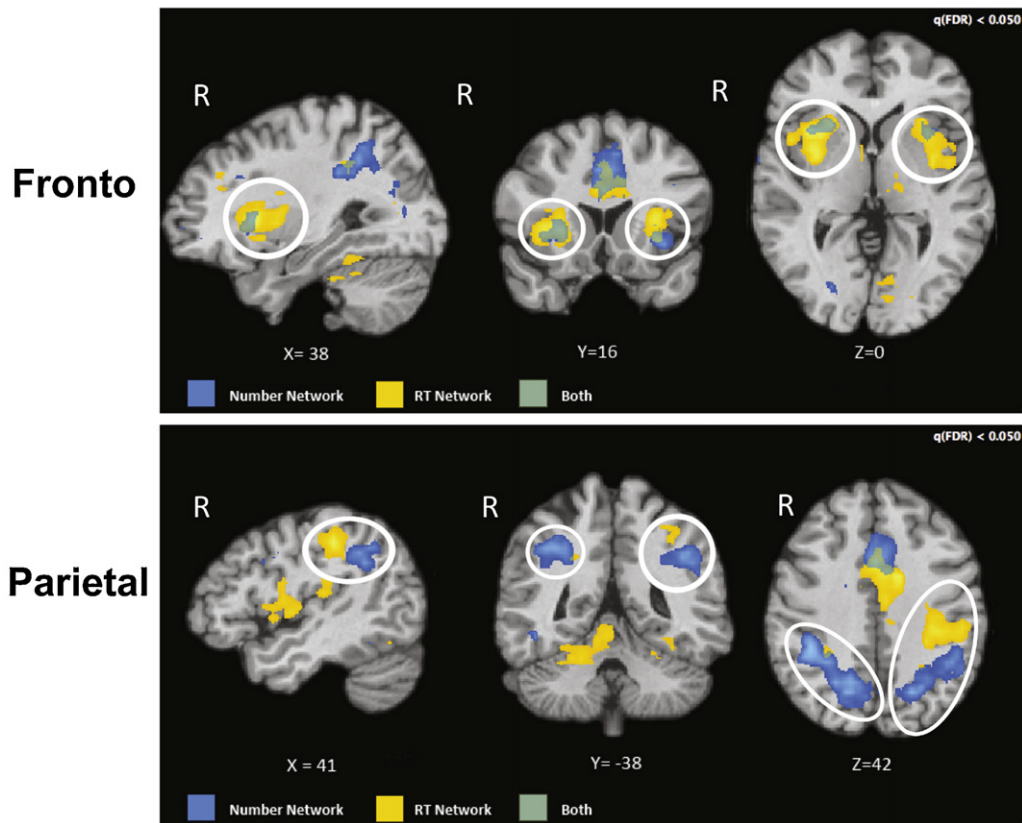 Fronto
q(FDR) < 0.050
R
R
R
X= 38
Y=16
Z=0
Number Network
RT Network
Both
Parietal
q(FDR) < 0.050
R
R
R
X = 41
Y= -38
Z=42
Number Network
RT Network
Both